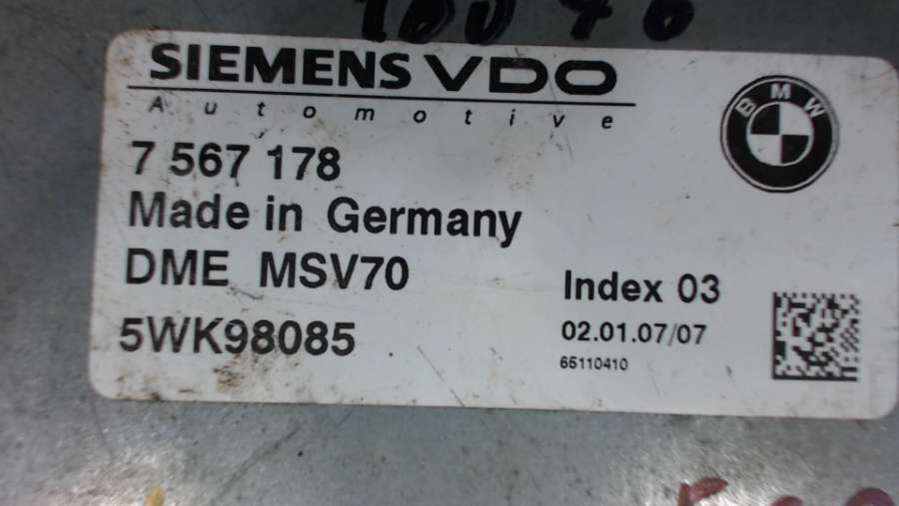 SIEMENS VDO
Automotive
BMW
7 567 178
Made in Germany
DME MSV70
5WK98085
Index 03
02.01.07/07
65110410